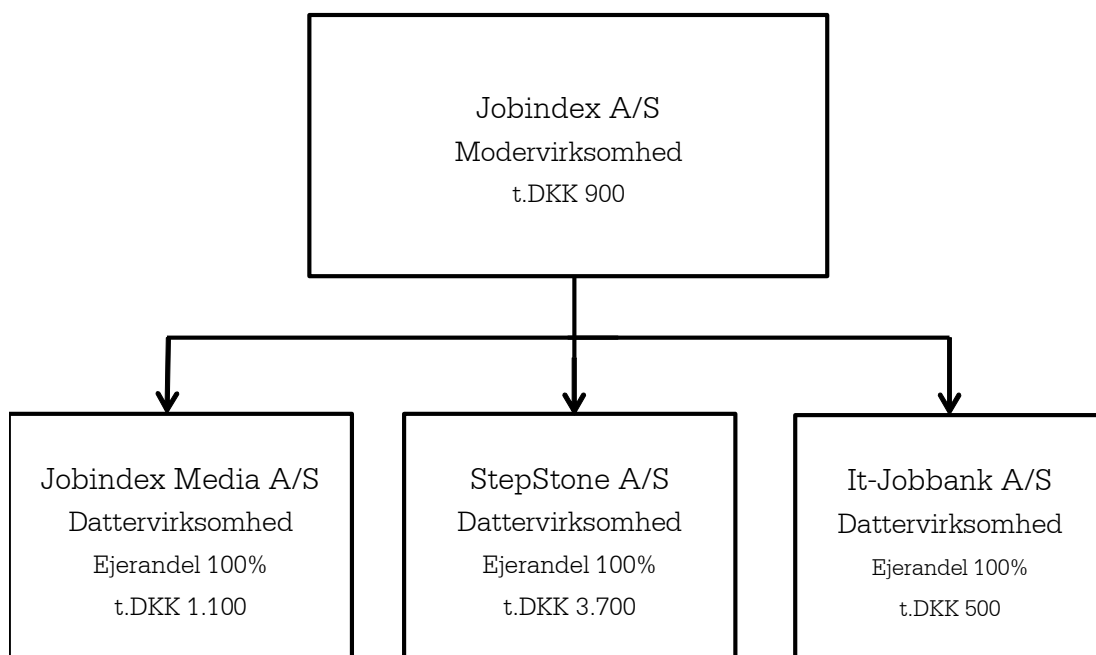 Jobindex A/S
Modervirksomhed
t.DKK 900
Jobindex Media A/S
Dattervirksomhed
Ejerandel 100%
t.DKK 1.100
StepStone A/S
Dattervirksomhed
Ejerandel 100%
t.DKK 3.700
It-Jobbank A/S
Dattervirksomhed
Ejerandel 100%
t.DKK 500